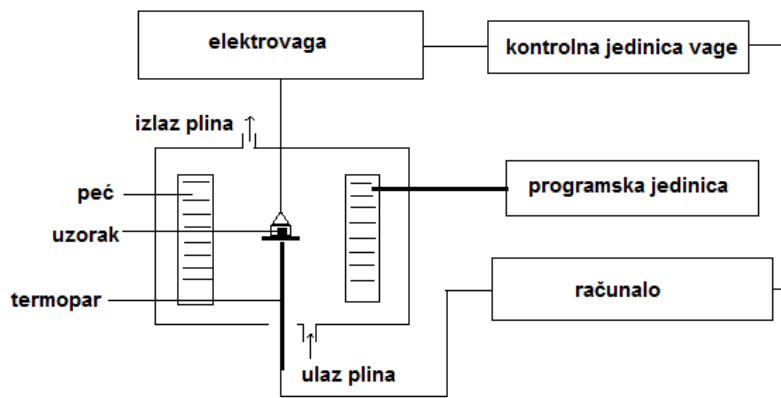 elektrovaga
kontrolna jedinica vage
izlaz plina
peć
programska jedinica
uzorak
termopar
računalo
ulaz plina